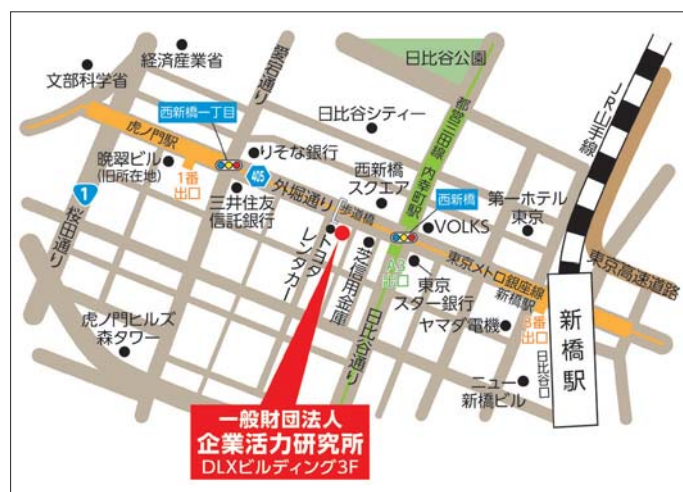 経済産業省
文部科学省
愛宕通り
日比谷公園
日比谷シティー
都営三田線 内幸町駅
JR山手線
虎ノ門駅
西新橋一丁目
りそな銀行
晩翠ビル
(旧所在地)
1番
出口
405
外堀通り
三井住友
信託銀行
西新橋
スクエア
歩道橋
西新橋
VOLKS
第一ホテル
東京
1
桜田通り
トヨタ
レンタカー
芝信用金庫
A3
出口
東京
スター銀行
東京メトロ銀座線
新橋駅
東京高速道路
ヤマダ電機
8番
出口
日比谷口
新橋駅
虎ノ門ヒルズ
森タワー
日比谷通り
ニュー
新橋ビル
一般財団法人
企業活力研究所
DLXビルディング3F